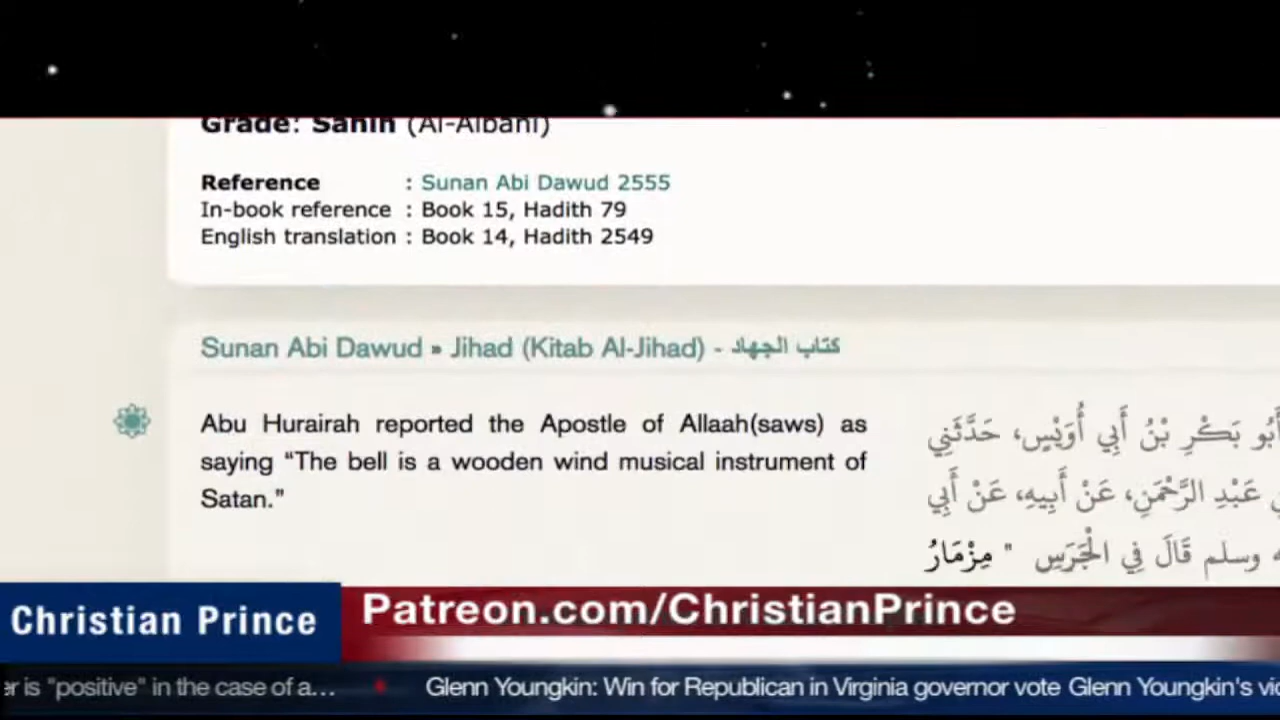 Grade: Sahih (Al-Albani)
Reference : Sunan Abi Dawud 2555
In-book reference : Book 15, Hadith 79
English translation : Book 14, Hadith 2549
Sunan Abi Dawud » Jihad (Kitab Al-Jihad) - كتاب الجهاد
Abu Hurairah reported the Apostle of Allaah(saws) as
saying “The bell is a wooden wind musical instrument of
Satan.”
أَبُو بَكْرِ بْنُ أَبِي أُوَيْسٍ، حَدَّثَنِي
عَبْدِ الرَّحْمَنِ، عَنْ أَبِيهِ، عَنْ أَبِي
وسلم قَالَ فِي الْجَرَسِ ‏"‏ مِزْمَارُ
Christian Prince
Patreon.com/ChristianPrince
is "positive" in the case of a... Glenn Youngkin: Win for Republican in Virginia governor vote Glenn Youngkin's